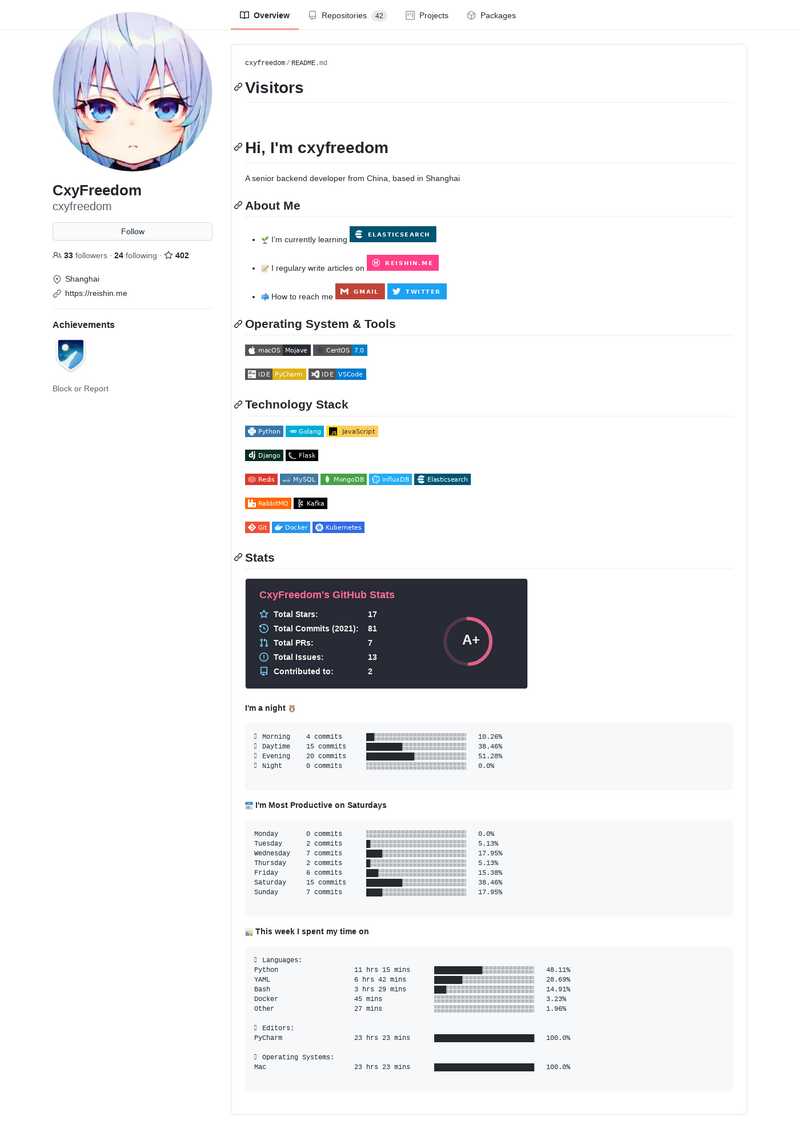 Overview Repositories 42 Projects Packages
CxyFreedom
cxyfreedom
Follow
33 followers · 24 following · 402
Shanghai
https://reishin.me
Achievements
Block or Report
cxyfreedom / README.md
Visitors
Hi, I'm cxyfreedom
A senior backend developer from China, based in Shanghai
About Me
I'm currently learning ELASTICSEARCH
I regulary write articles on REISHIN.ME
How to reach me GMAIL TWITTER
Operating System & Tools
macOS Mojave CentOS 7.0
IDE PyCharm IDE VSCode
Technology Stack
Python Golang JavaScript
dj Django Flask
Redis MySQL MongoDB InfluxDB Elasticsearch
RabbitMQ Kafka
Git Docker Kubernetes
Stats
CxyFreedom's GitHub Stats
Total Stars: 17
Total Commits (2021): 81
Total PRs: 7
Total Issues: 13
Contributed to: 2
A+
I'm a night
Morning 4 commits 10.26%
Daytime 15 commits 38.46%
Evening 20 commits 51.28%
Night 0 commits 0.0%
I'm Most Productive on Saturdays
Monday 0 commits 0.0%
Tuesday 2 commits 5.13%
Wednesday 7 commits 17.95%
Thursday 2 commits 5.13%
Friday 6 commits 15.38%
Saturday 15 commits 38.46%
Sunday 7 commits 17.95%
This week I spent my time on
Languages:
Python 11 hrs 15 mins 48.11%
YAML 6 hrs 42 mins 28.69%
Bash 3 hrs 29 mins 14.91%
Docker 45 mins 3.23%
Other 27 mins 1.96%
Editors:
PyCharm 23 hrs 23 mins 100.0%
Operating Systems:
Mac 23 hrs 23 mins 100.0%